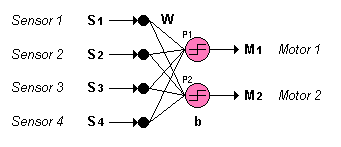 Sensor 1 S1 W
P1
M1 Motor 1
Sensor 2 S2
Sensor 3 S3
P2
M2 Motor 2
Sensor 4 S4 b